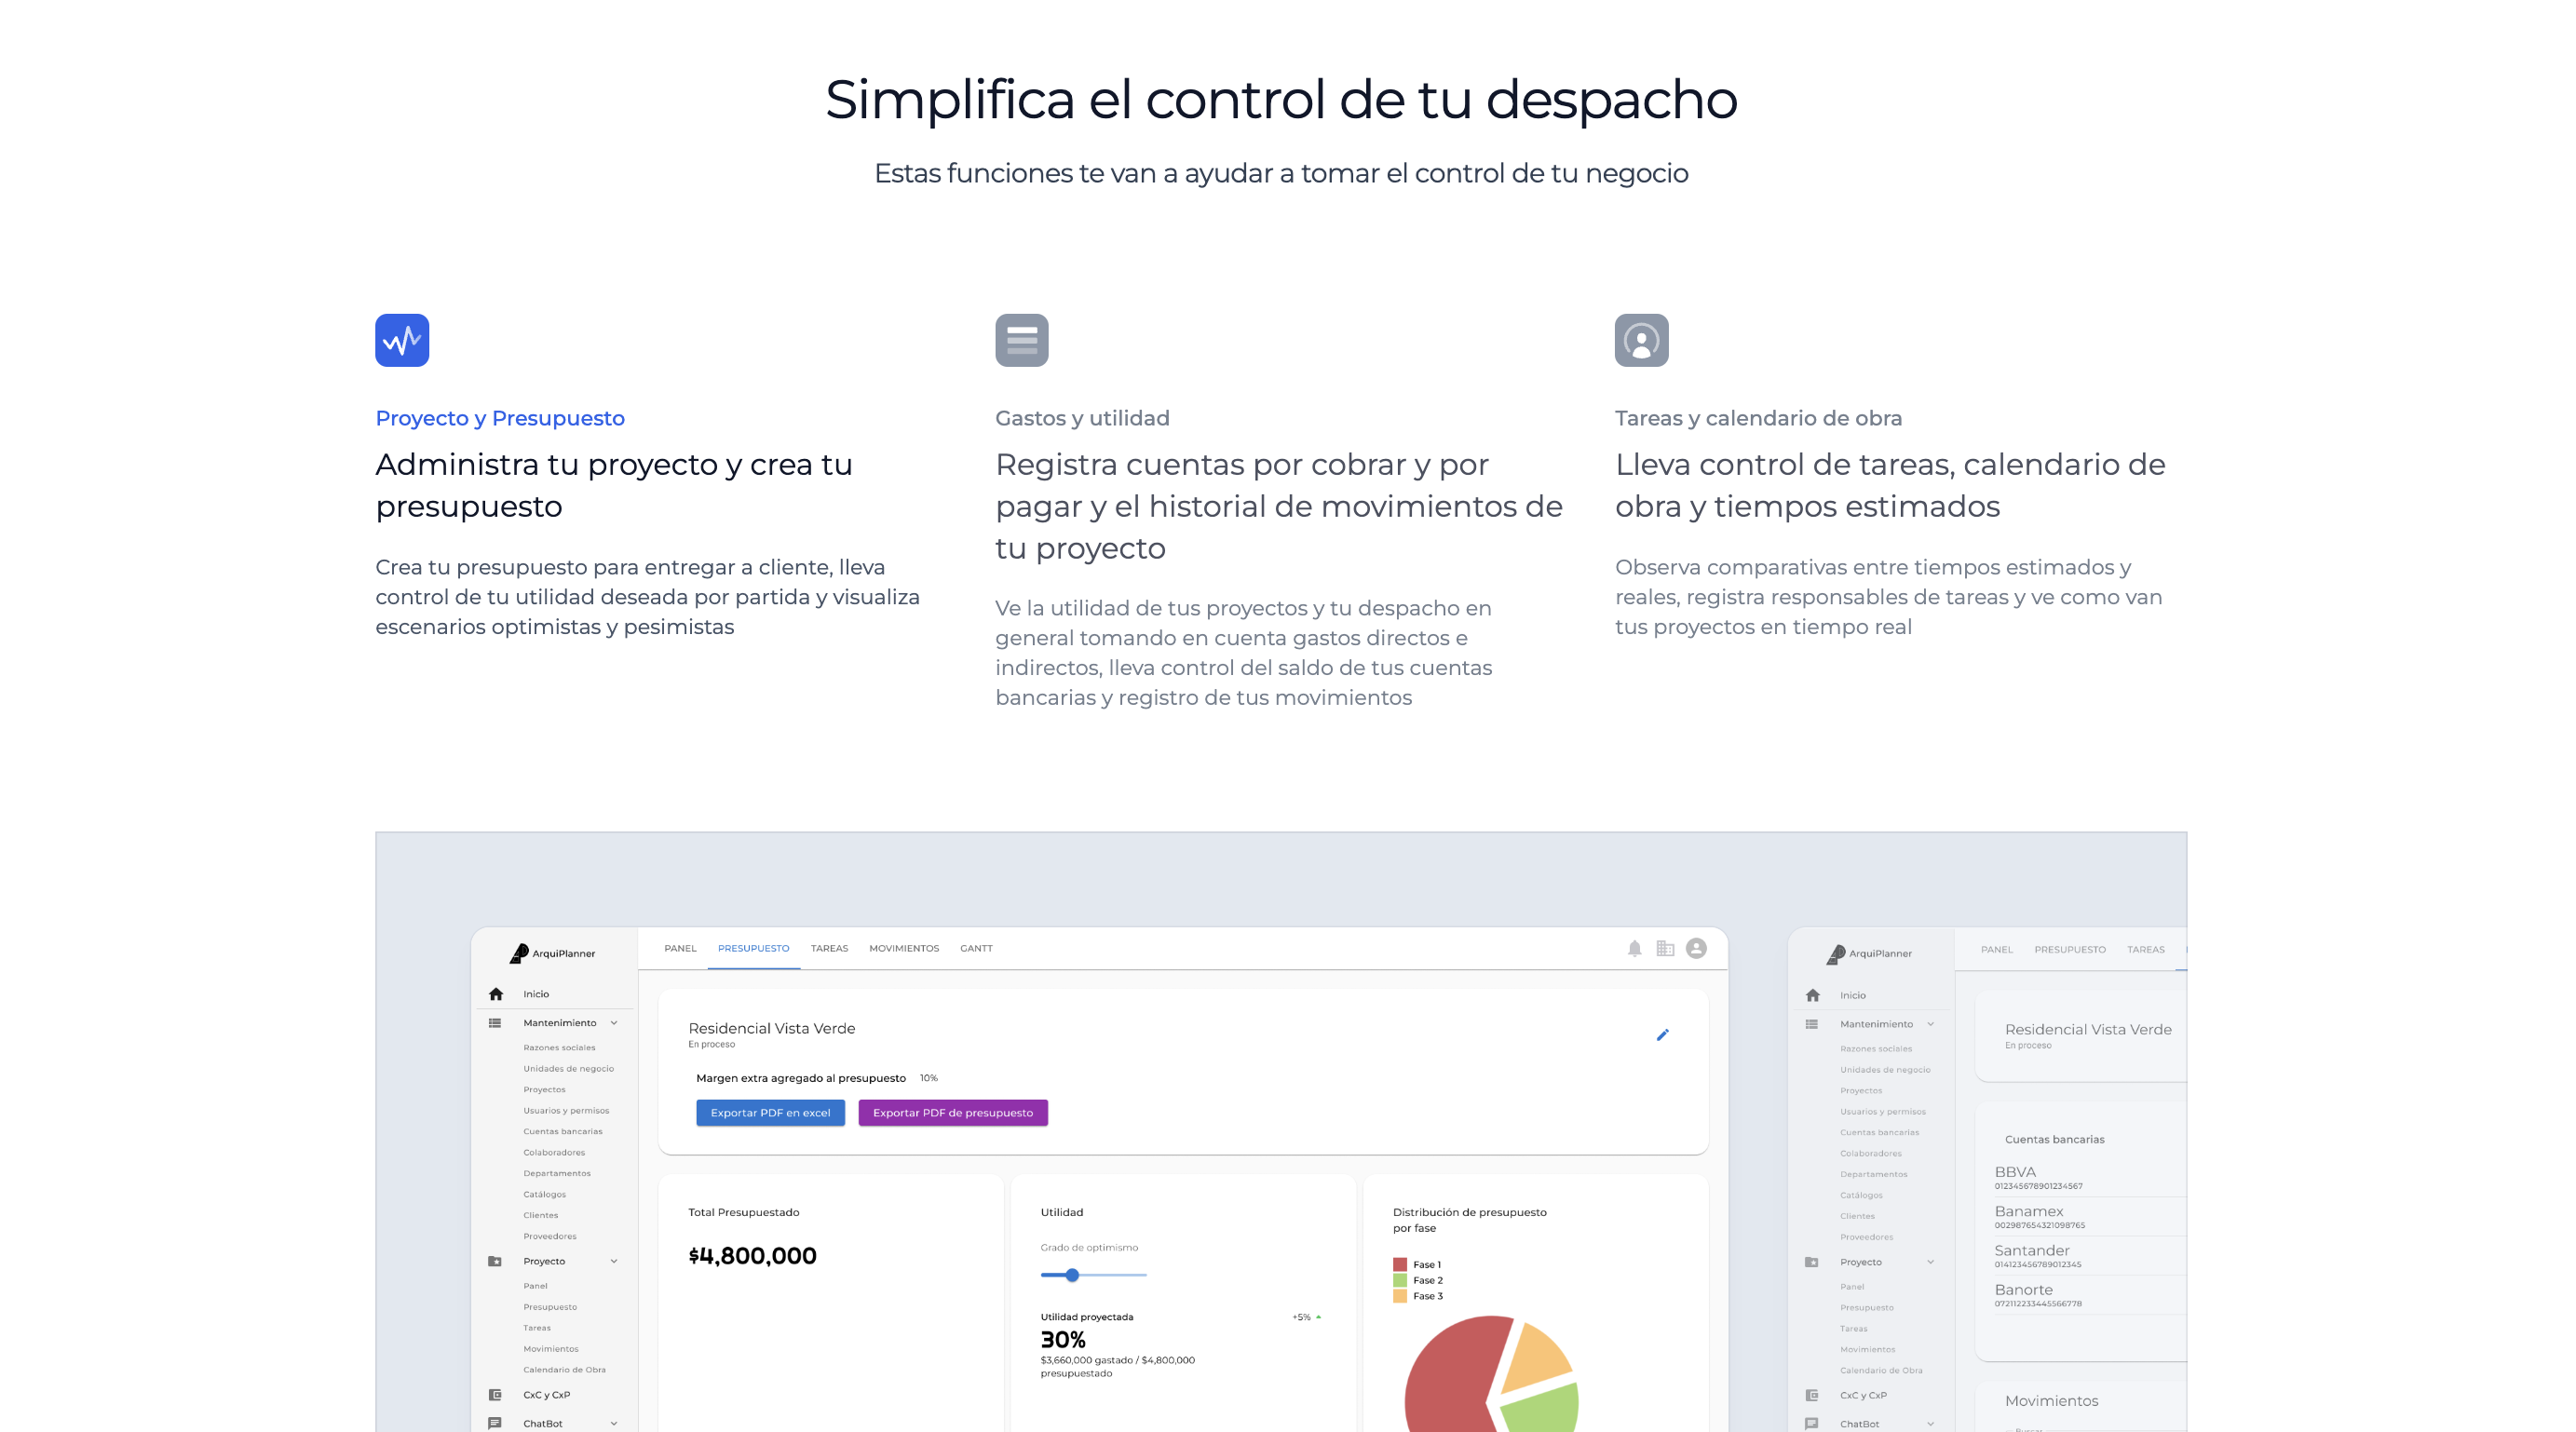 Simplifica el control de tu despacho
Estas funciones te van a ayudar a tomar el control de tu negocio
Proyecto y Presupuesto
Administra tu proyecto y crea tu
presupuesto
Crea tu presupuesto para entregar a cliente, lleva
control de tu utilidad deseada por partida y visualiza
escenarios optimistas y pesimistas
Gastos y utilidad
Registra cuentas por cobrar y por
pagar y el historial de movimientos de
tu proyecto
Ve la utilidad de tus proyectos y tu despacho en
general tomando en cuenta gastos directos e
indirectos, lleva control del saldo de tus cuentas
bancarias y registro de tus movimientos
Tareas y calendario de obra
Lleva control de tareas, calendario de
obra y tiempos estimados
Observa comparativas entre tiempos estimados y
reales, registra responsables de tareas y ve como van
tus proyectos en tiempo real
ArquiPlanner
Inicio
Mantenimiento
Razones sociales
Unidades de negocio
Proyectos
Usuarios y permisos
Cuentas bancarias
Colaboradores
Departamentos
Catálogos
Clientes
Proveedores
Proyecto
Panel
Presupuesto
Tareas
Movimientos
Calendario de Obra
CxC y CxP
ChatBot
PANEL PRESUPUESTO TAREAS MOVIMIENTOS GANTT
Residencial Vista Verde
En proceso
Margen extra agregado al presupuesto 10%
Exportar PDF en excel Exportar PDF de presupuesto
Total Presupuestado
$4,800,000
Utilidad
Grado de optimismo
Utilidad proyectada +5%
30%
$3,660,000 gastado / $4,800,000
presupuestado
Distribución de presupuesto
por fase
Fase 1
Fase 2
Fase 3
ArquiPlanner
Inicio
Mantenimiento
Razones sociales
Unidades de negocio
Proyectos
Usuarios y permisos
Cuentas bancarias
Colaboradores
Departamentos
Catálogos
Clientes
Proveedores
Proyecto
Panel
Presupuesto
Tareas
Movimientos
Calendario de Obra
CxC y CxP
ChatBot
PANEL PRESUPUESTO TAREAS
Residencial Vista Verde
En proceso
Cuentas bancarias
BBVA
012345678901234567
Banamex
002987654321098765
Santander
014123456789012345
Banorte
072112233445566778
Movimientos